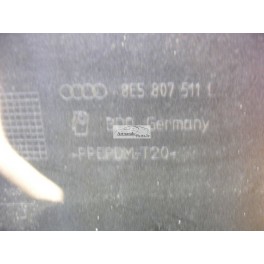 8E5 807 511 L
Germany
>PP/EPDM-T20<